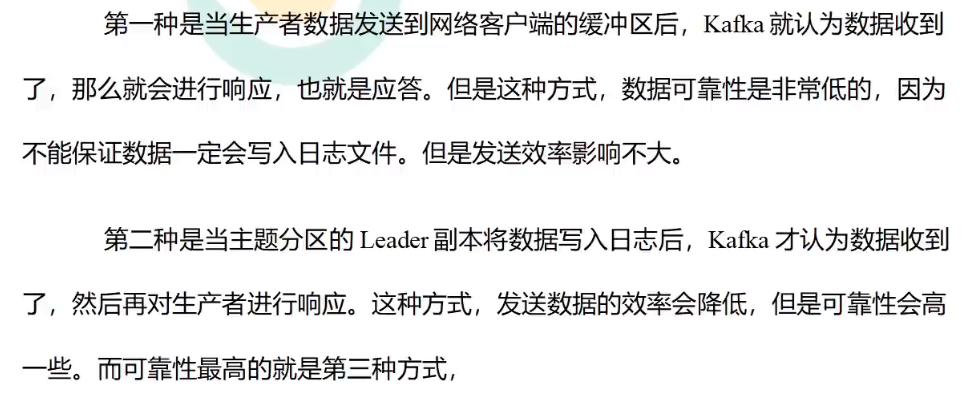 第一种是当生产者数据发送到网络客户端的缓冲区后，Kafka 就认为数据收到
了，那么就会进行响应，也就是应答。但是这种方式，数据可靠性是非常低的，因为
不能保证数据一定会写入日志文件。但是发送效率影响不大。
第二种是当主题分区的 Leader 副本将数据写入日志后，Kafka 才认为数据收到
了，然后再对生产者进行响应。这种方式，发送数据的效率会降低，但是可靠性会高
一些。而可靠性最高的就是第三种方式，